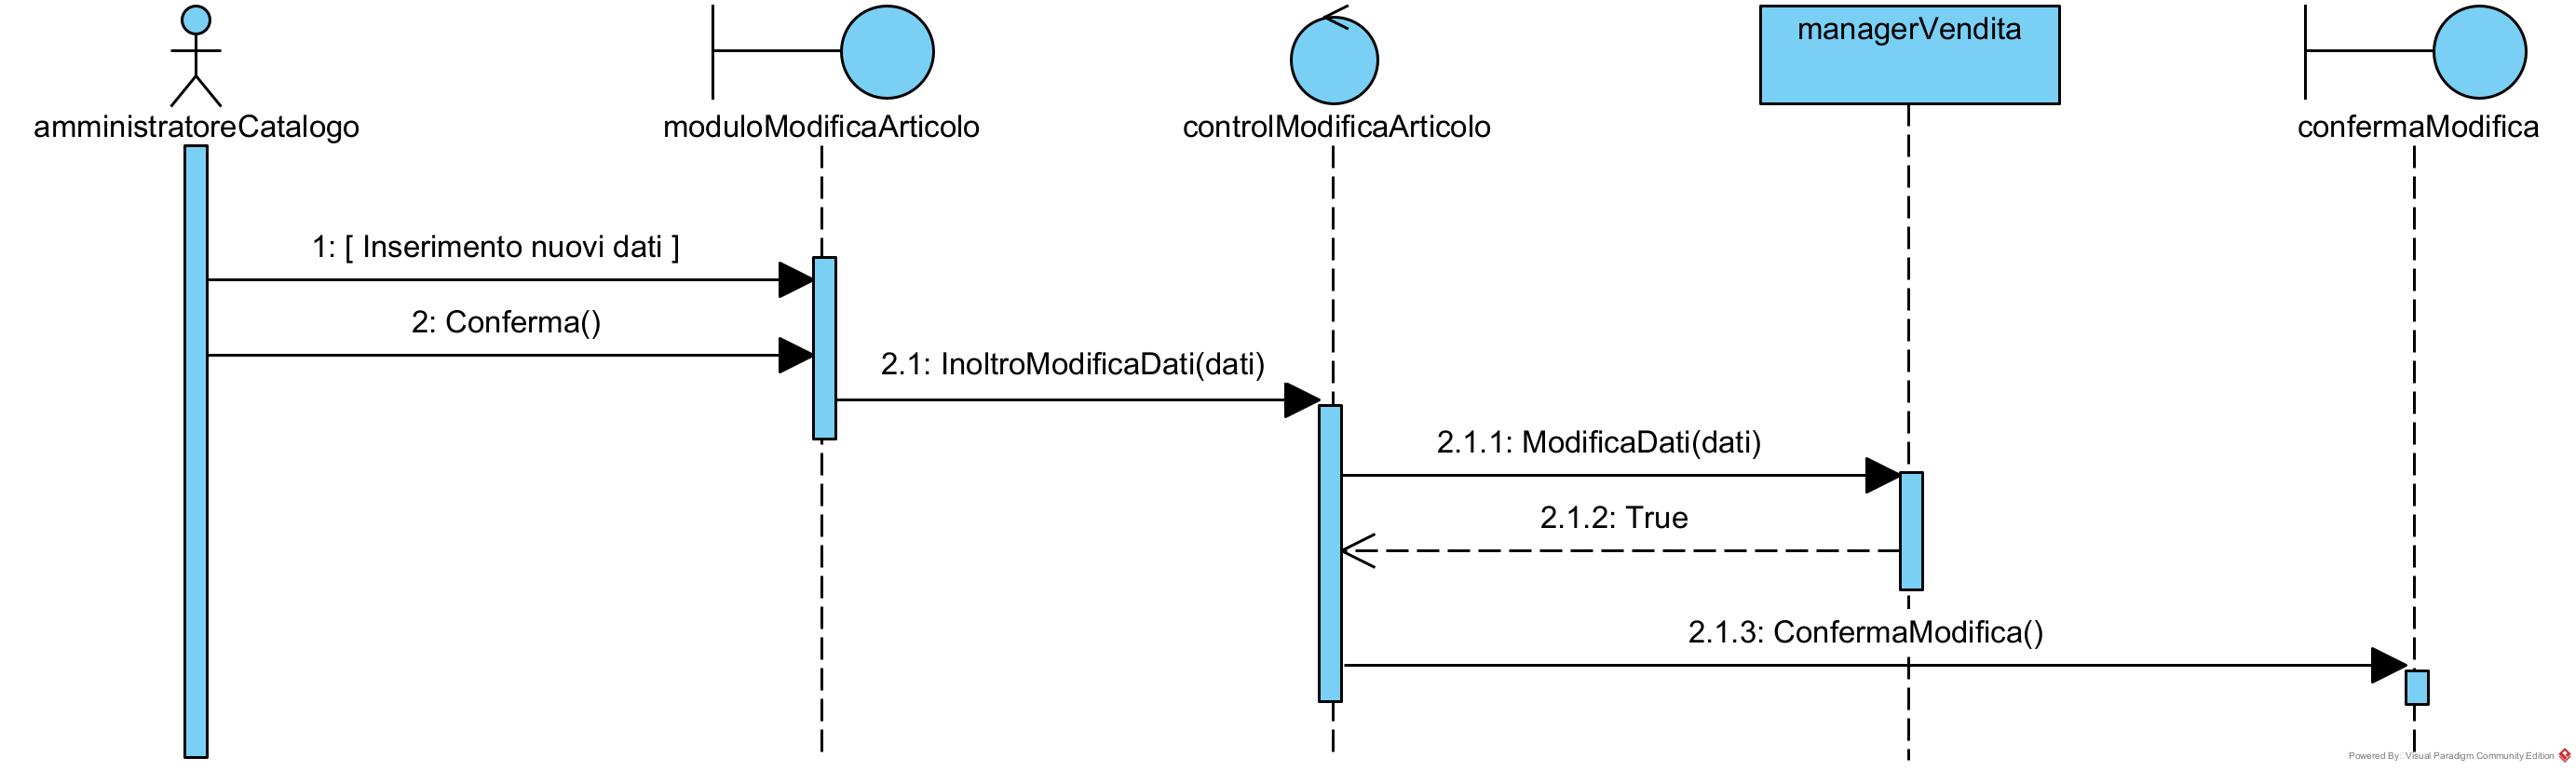 amministratoreCatalogo
moduloModificaArticolo
controlModificaArticolo
managerVendita
confermaModifica
1: [ Inserimento nuovi dati ]
2: Conferma()
2.1: InoltroModificaDati(dati)
2.1.1: ModificaDati(dati)
2.1.2: True
2.1.3: ConfermaModifica()
Powered By Visual Paradigm Community Edition